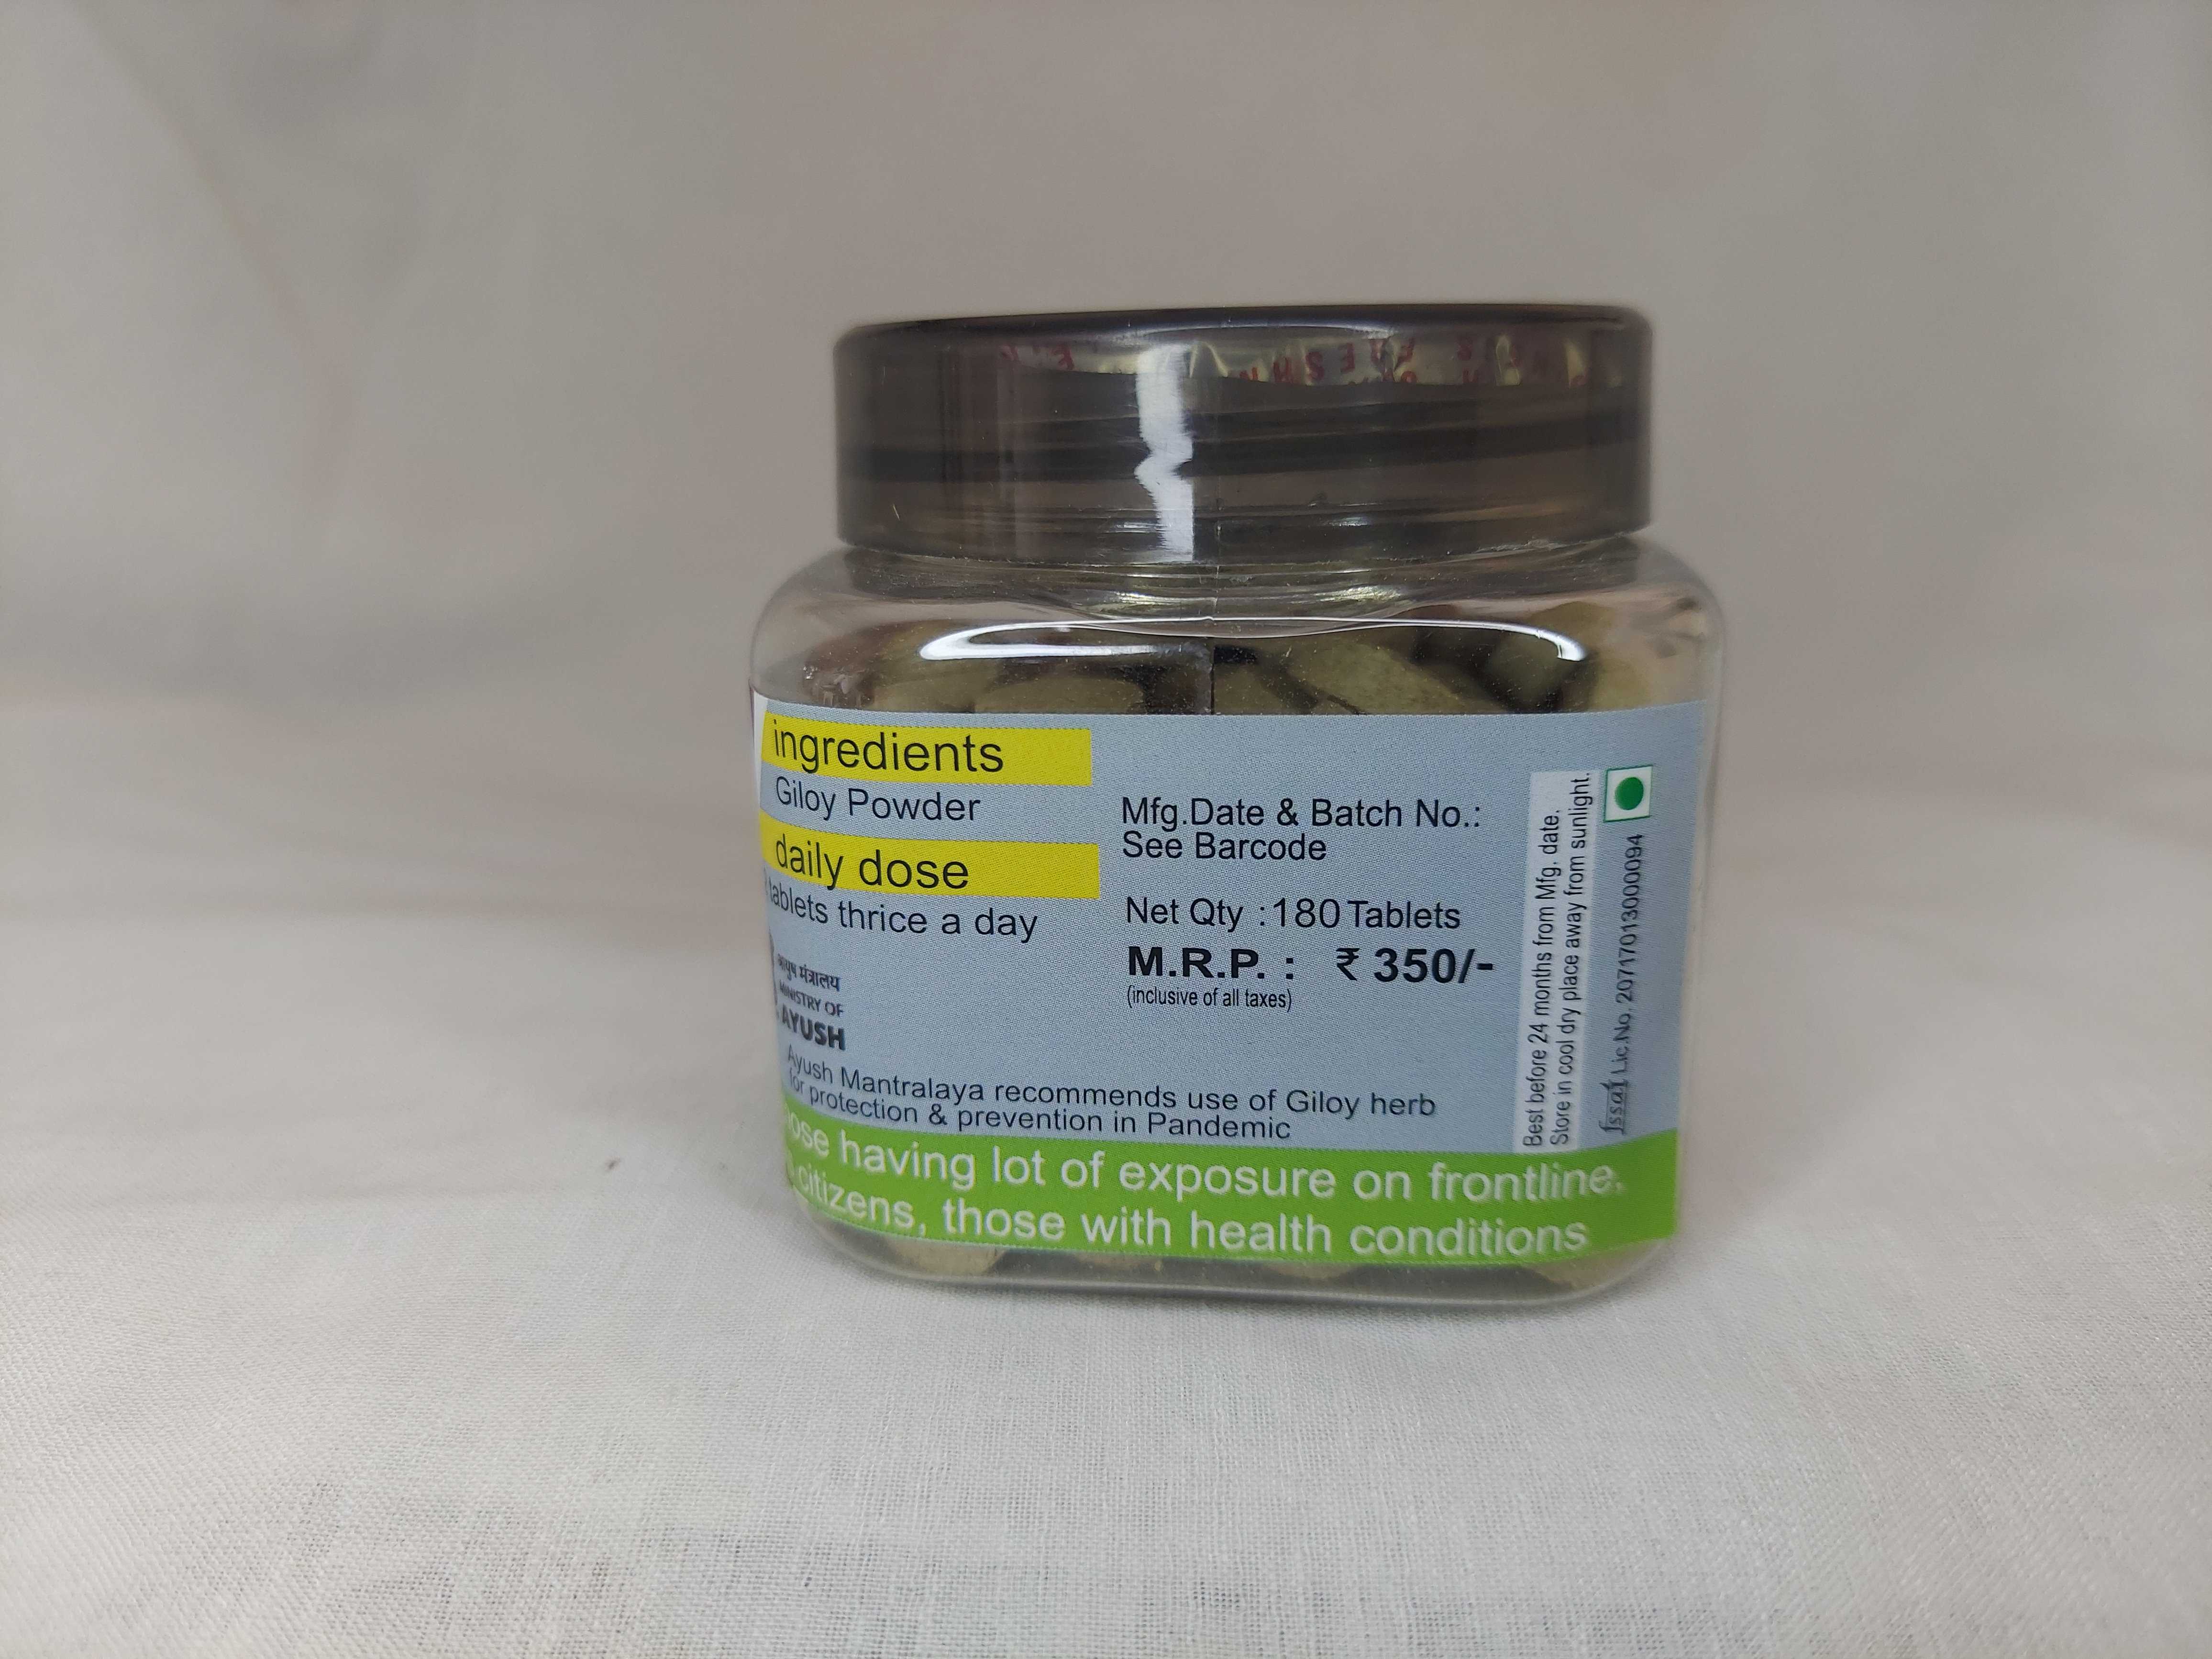 ingredients
Giloy Powder
daily dose
tablets thrice a day
आयुष मंत्रालय
MINISTRY OF
AYUSH
Ayush Mantralaya recommends use of Giloy herb
for protection & prevention in Pandemic
having lot of exposure on frontline,
citizens, those with health conditions
Mfg.Date & Batch No.:
See Barcode
Net Qty :180 Tablets
M.R.P. : ₹ 350/-
(inclusive of all taxes)
Best before 24 months from Mfg. date.
Store in cool dry place away from sunlight.
fssai Lic.No. 20717013000094